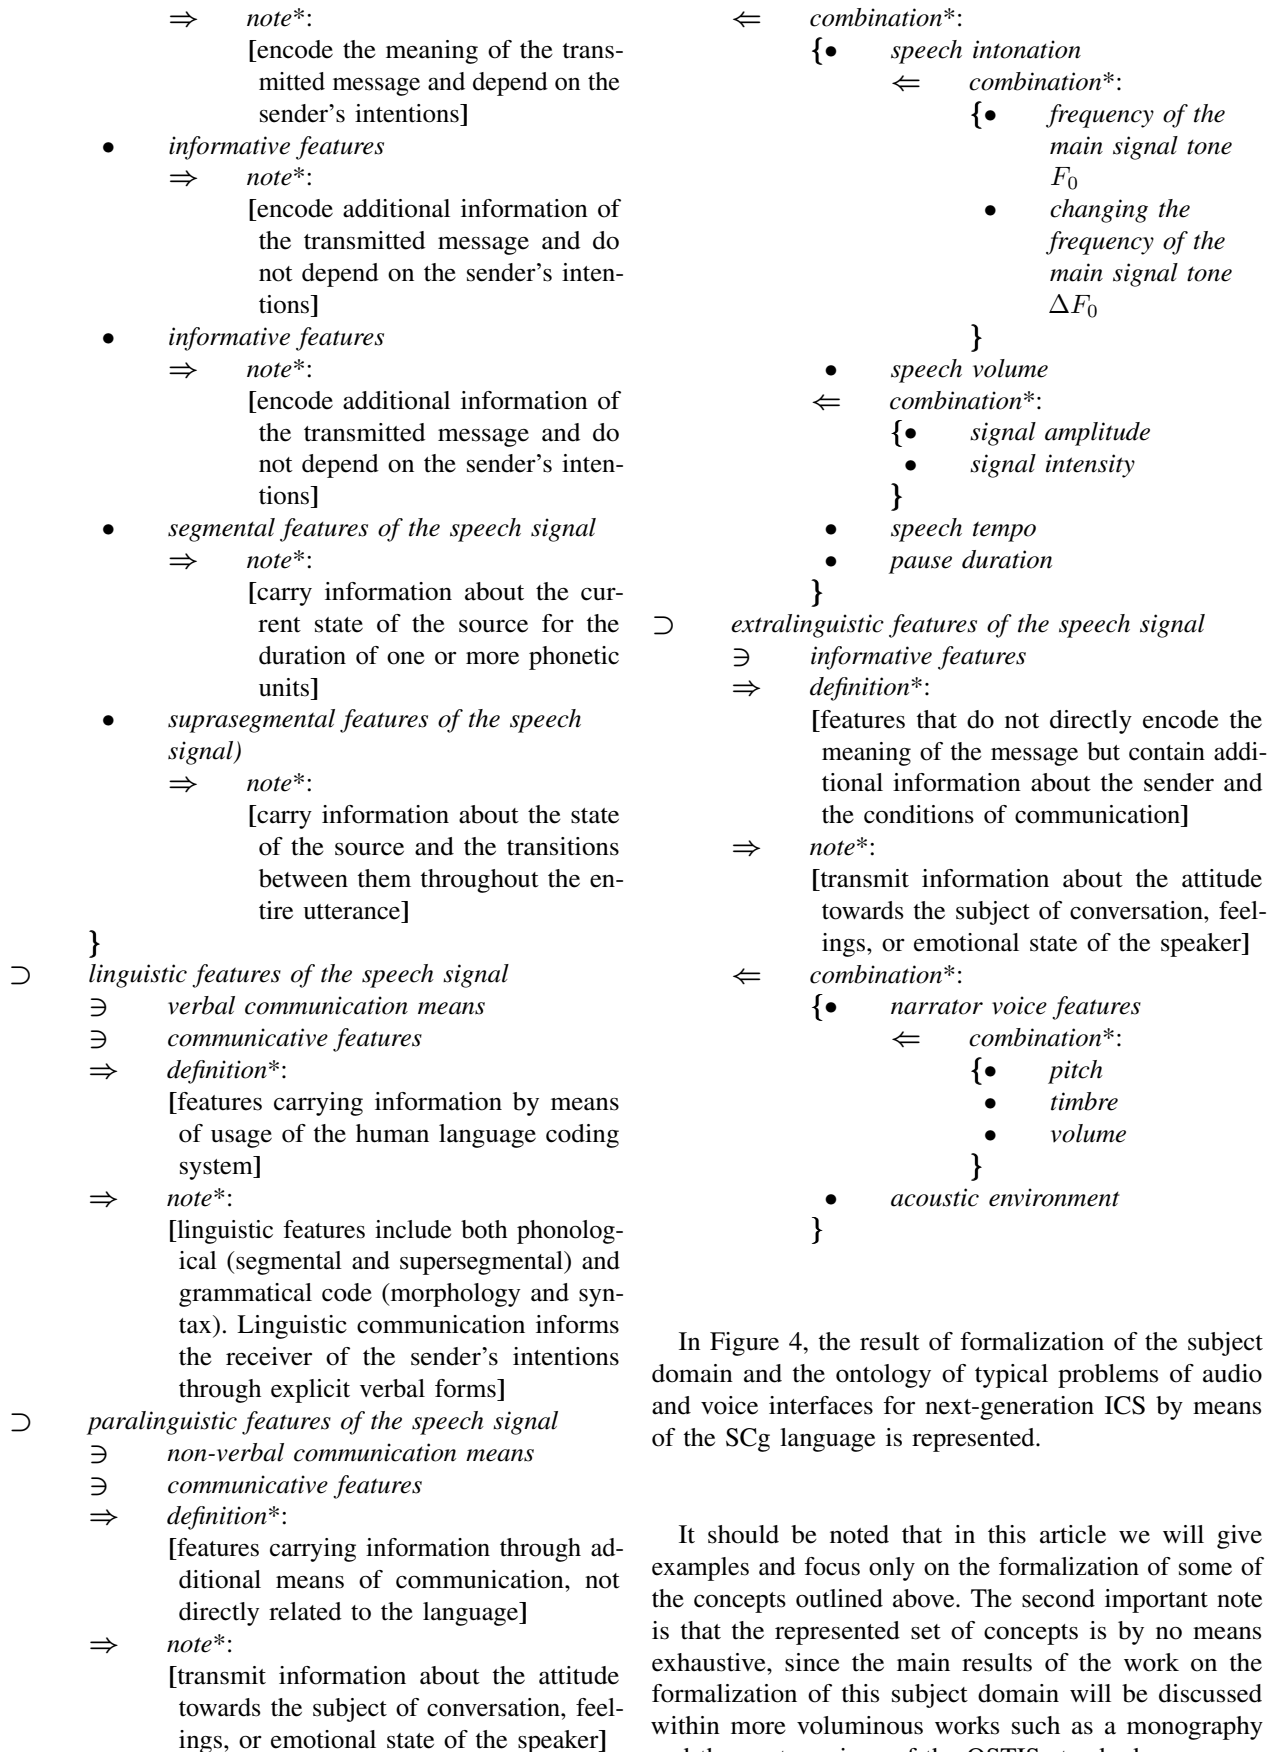 ⇒ note*:
[encode the meaning of the trans-
mitted message and depend on the
sender's intentions]
• informative features
⇒ note*:
[encode additional information of
the transmitted message and do
not depend on the sender's inten-
tions]
• informative features
⇒ note*:
[encode additional information of
the transmitted message and do
not depend on the sender's inten-
tions]
• segmental features of the speech signal
⇒ note*:
[carry information about the cur-
rent state of the source for the
duration of one or more phonetic
units]
• suprasegmental features of the speech
signal)
⇒ note*:
[carry information about the state
of the source and the transitions
between them throughout the en-
tire utterance]
}
⊃ linguistic features of the speech signal
∋ verbal communication means
∋ communicative features
⇒ definition*:
[features carrying information by means
of usage of the human language coding
system]
⇒ note*:
[linguistic features include both phonolog-
ical (segmental and supersegmental) and
grammatical code (morphology and syn-
tax). Linguistic communication informs
the receiver of the sender's intentions
through explicit verbal forms]
⊃ paralinguistic features of the speech signal
∋ non-verbal communication means
∋ communicative features
⇒ definition*:
[features carrying information through ad-
ditional means of communication, not
directly related to the language]
⇒ note*:
[transmit information about the attitude
towards the subject of conversation, feel-
ings, or emotional state of the speaker]
⇐ combination*:
{• speech intonation
⇐ combination*:
{• frequency of the
main signal tone
F₀
• changing the
frequency of the
main signal tone
ΔF₀
}
• speech volume
⇐ combination*:
{• signal amplitude
• signal intensity
}
• speech tempo
• pause duration
}
⊃ extralinguistic features of the speech signal
∋ informative features
⇒ definition*:
[features that do not directly encode the
meaning of the message but contain addi-
tional information about the sender and
the conditions of communication]
⇒ note*:
[transmit information about the attitude
towards the subject of conversation, feel-
ings, or emotional state of the speaker]
⇐ combination*:
{• narrator voice features
⇐ combination*:
{• pitch
• timbre
• volume
}
• acoustic environment
}
In Figure 4, the result of formalization of the subject
domain and the ontology of typical problems of audio
and voice interfaces for next-generation ICS by means
of the SCg language is represented.
It should be noted that in this article we will give
examples and focus only on the formalization of some of
the concepts outlined above. The second important note
is that the represented set of concepts is by no means
exhaustive, since the main results of the work on the
formalization of this subject domain will be discussed
within more voluminous works such as a monography